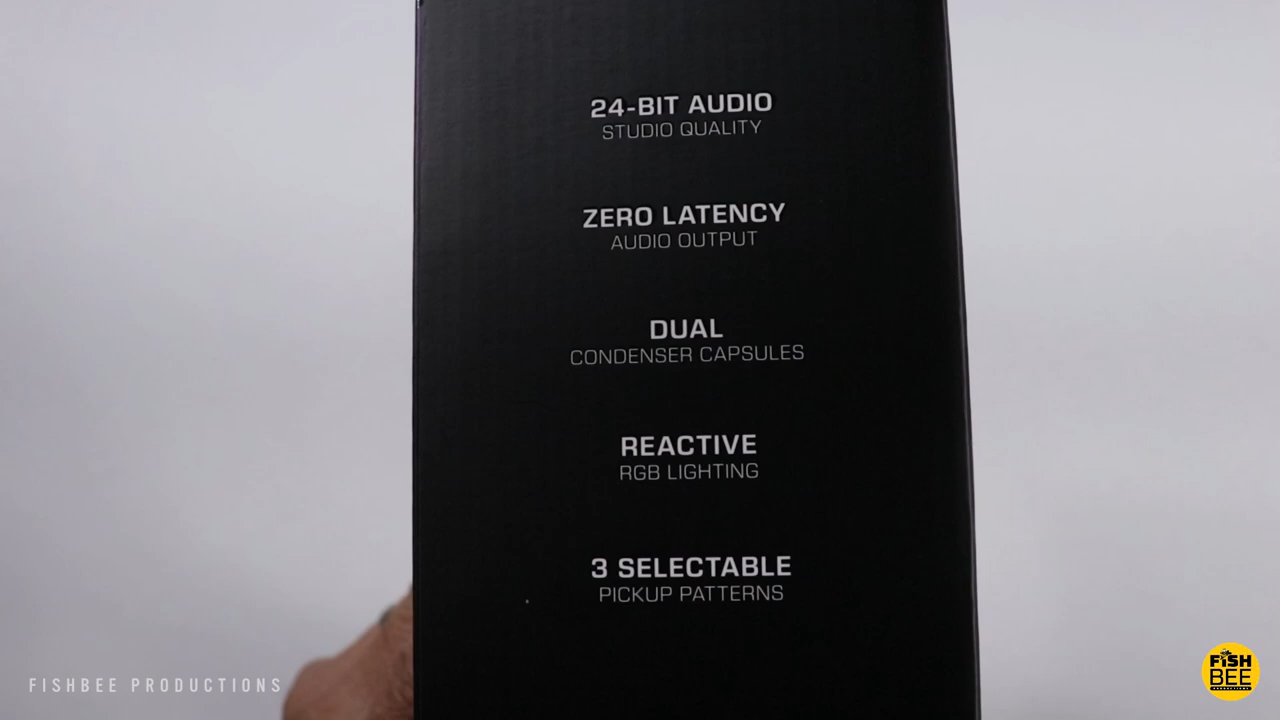 24-BIT AUDIO
STUDIO QUALITY
ZERO LATENCY
AUDIO OUTPUT
DUAL
CONDENSER CAPSULES
REACTIVE
RGB LIGHTING
3 SELECTABLE
PICKUP PATTERNS
FISHBEE PRODUCTIONS
FISH
BEE
PRODUCTIONS